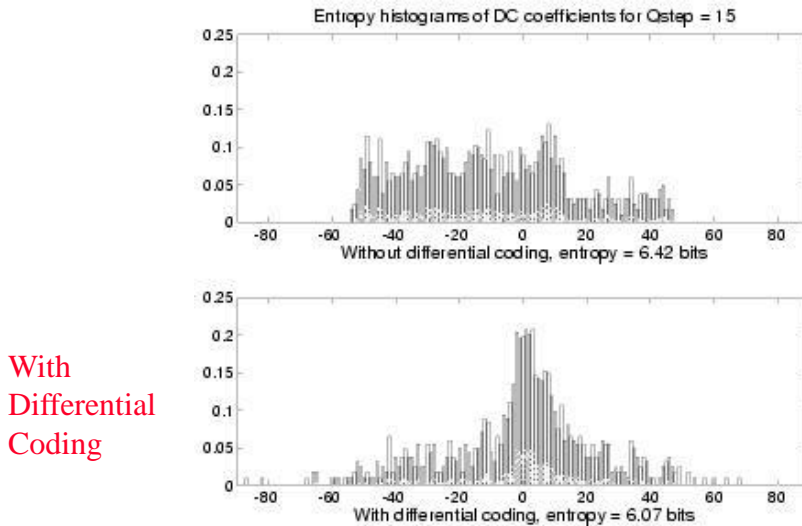 Entropy histograms of DC coefficients for Qstep = 15
0.25
0.2
0.15
0.1
0.05
0
-80 -60 -40 -20 0 20 40 60 80
Without differential coding, entropy = 6.42 bits
With
Differential
Coding
0.25
0.2
0.15
0.1
0.05
0
-80 -60 -40 -20 0 20 40 60 80
With differential coding, entropy = 6.07 bits